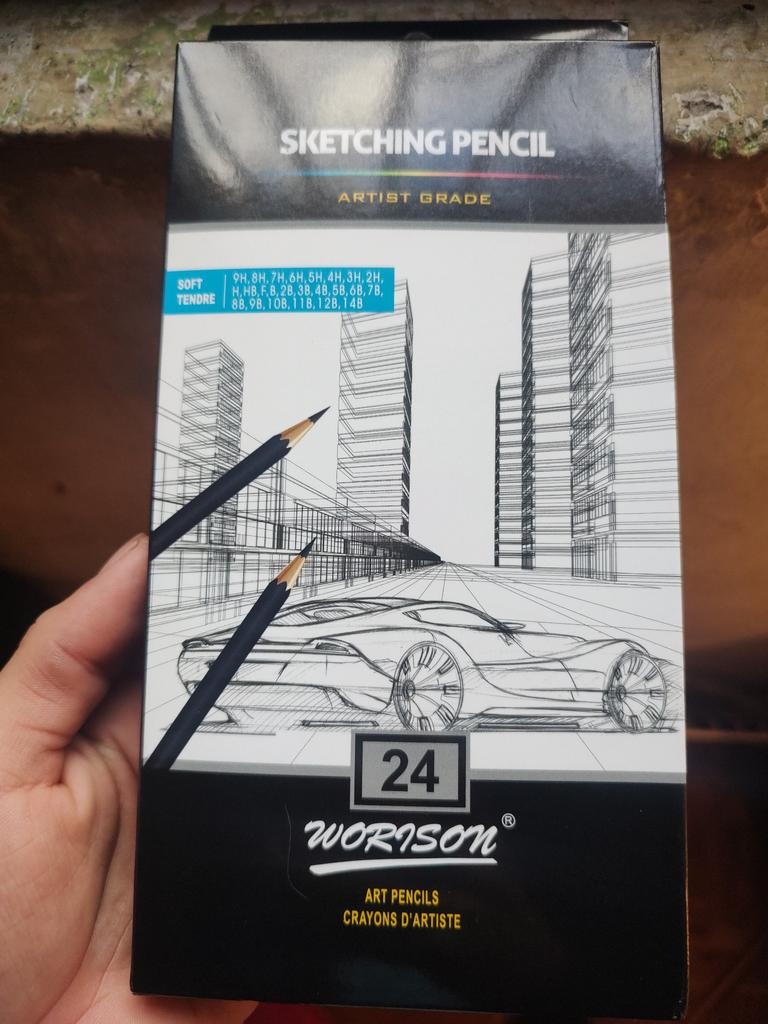 SKETCHING PENCIL
ARTIST GRADE
SOFT
TENDRE
9H,8H,7H,6H,5H,4H,3H,2H,
H,HB,F,B,2B,3B,4B,5B,6B,7B,
8B,9B,10B,11B,12B,14B
24
WORISON®
ART PENCILS
CRAYONS D'ARTISTE